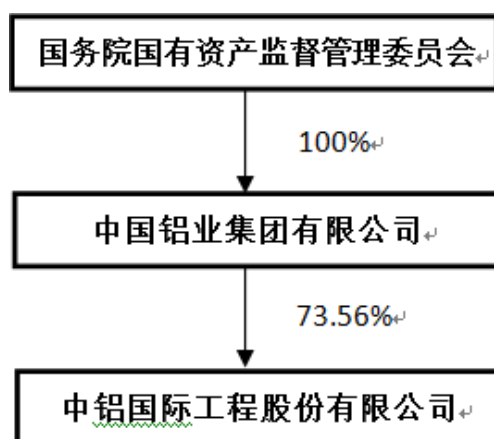 国务院国有资产监督管理委员会
100%
中国铝业集团有限公司
73.56%
中铝国际工程股份有限公司